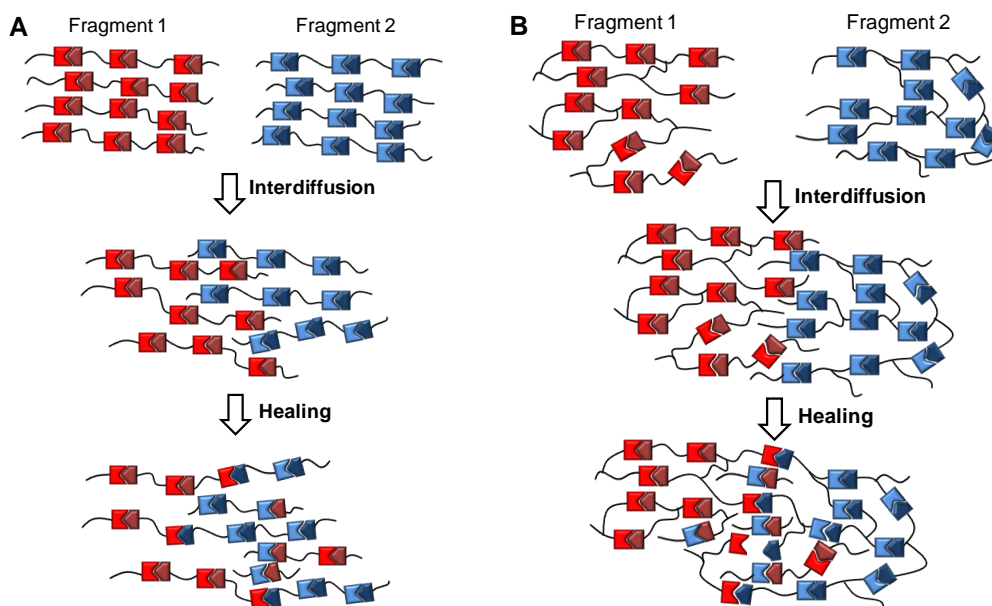 A
Fragment 1
Fragment 2
Interdiffusion
Healing
B
Fragment 1
Fragment 2
Interdiffusion
Healing